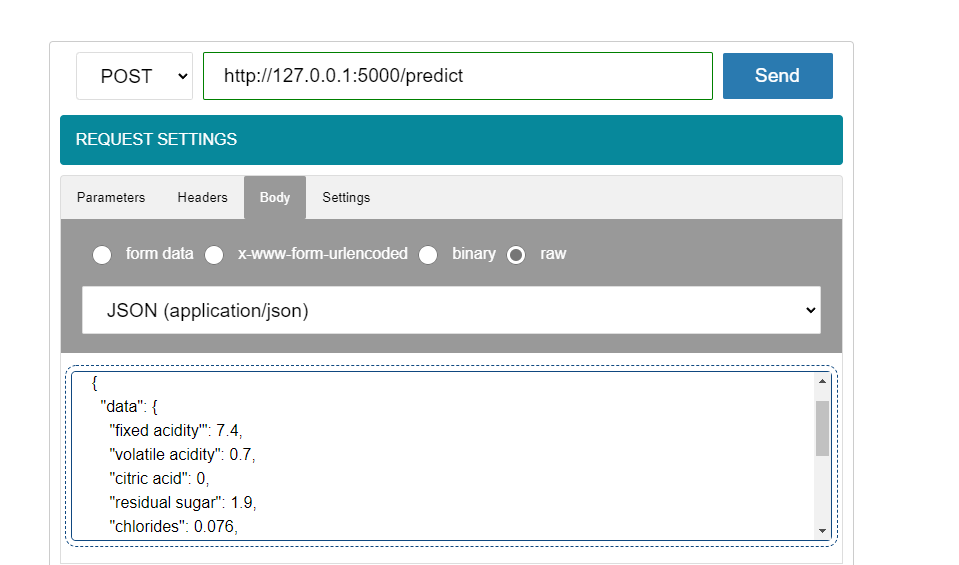 POST http://127.0.0.1:5000/predict Send
REQUEST SETTINGS
Parameters Headers Body Settings
form data x-www-form-urlencoded binary raw
JSON (application/json)
{
"data": {
"fixed acidity'": 7.4,
"volatile acidity": 0.7,
"citric acid": 0,
"residual sugar": 1.9,
"chlorides": 0.076,